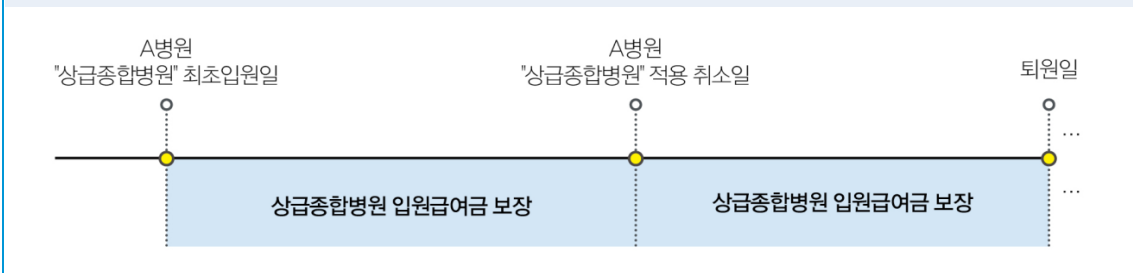 A병원
"상급종합병원" 최초입원일
A병원
"상급종합병원" 적용 취소일
퇴원일
...
상급종합병원 입원급여금 보장
상급종합병원 입원급여금 보장
...